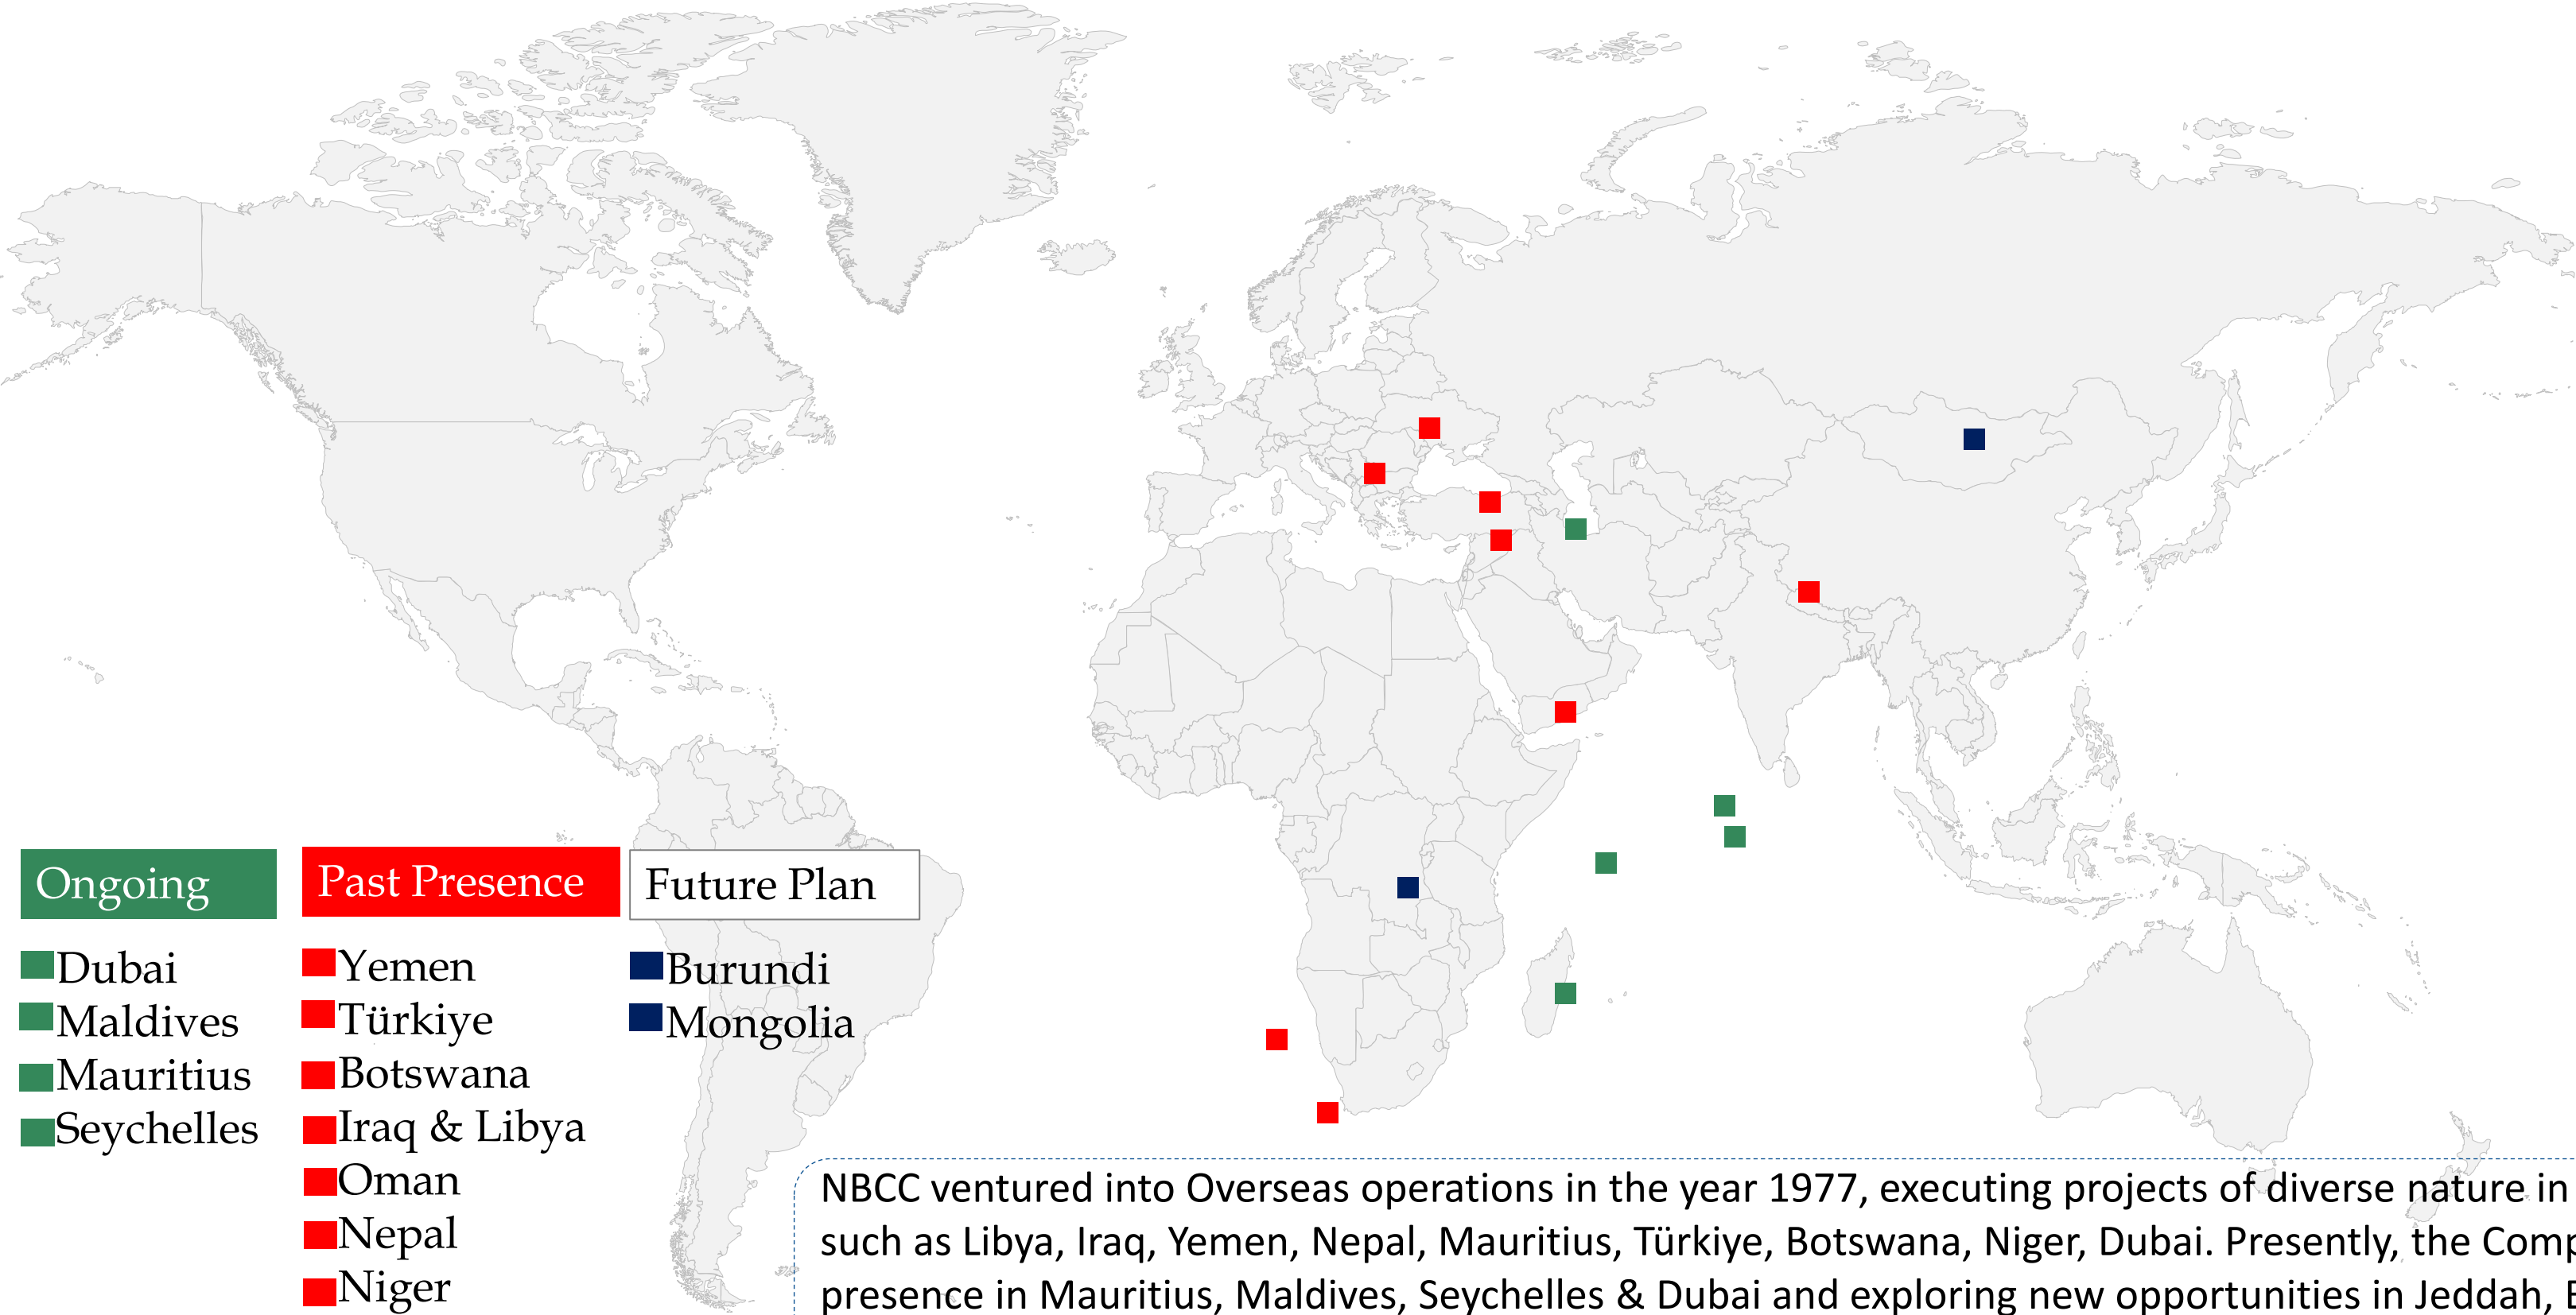 Ongoing
Dubai
Maldives
Mauritius
Seychelles
Past Presence
Yemen
Türkiye
Botswana
Iraq & Libya
Oman
Nepal
Niger
Future Plan
Burundi
Mongolia
NBCC ventured into Overseas operations in the year 1977, executing projects of diverse nature in
such as Libya, Iraq, Yemen, Nepal, Mauritius, Türkiye, Botswana, Niger, Dubai. Presently, the
presence in Mauritius, Maldives, Seychelles & Dubai and exploring new opportunities in Jeddah,